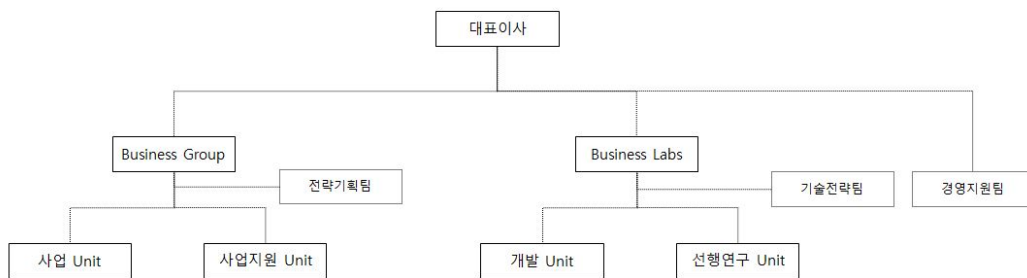 대표이사
Business Group
Business Labs
전략기획팀
기술전략팀
경영지원팀
사업 Unit
사업지원 Unit
개발 Unit
선행연구 Unit